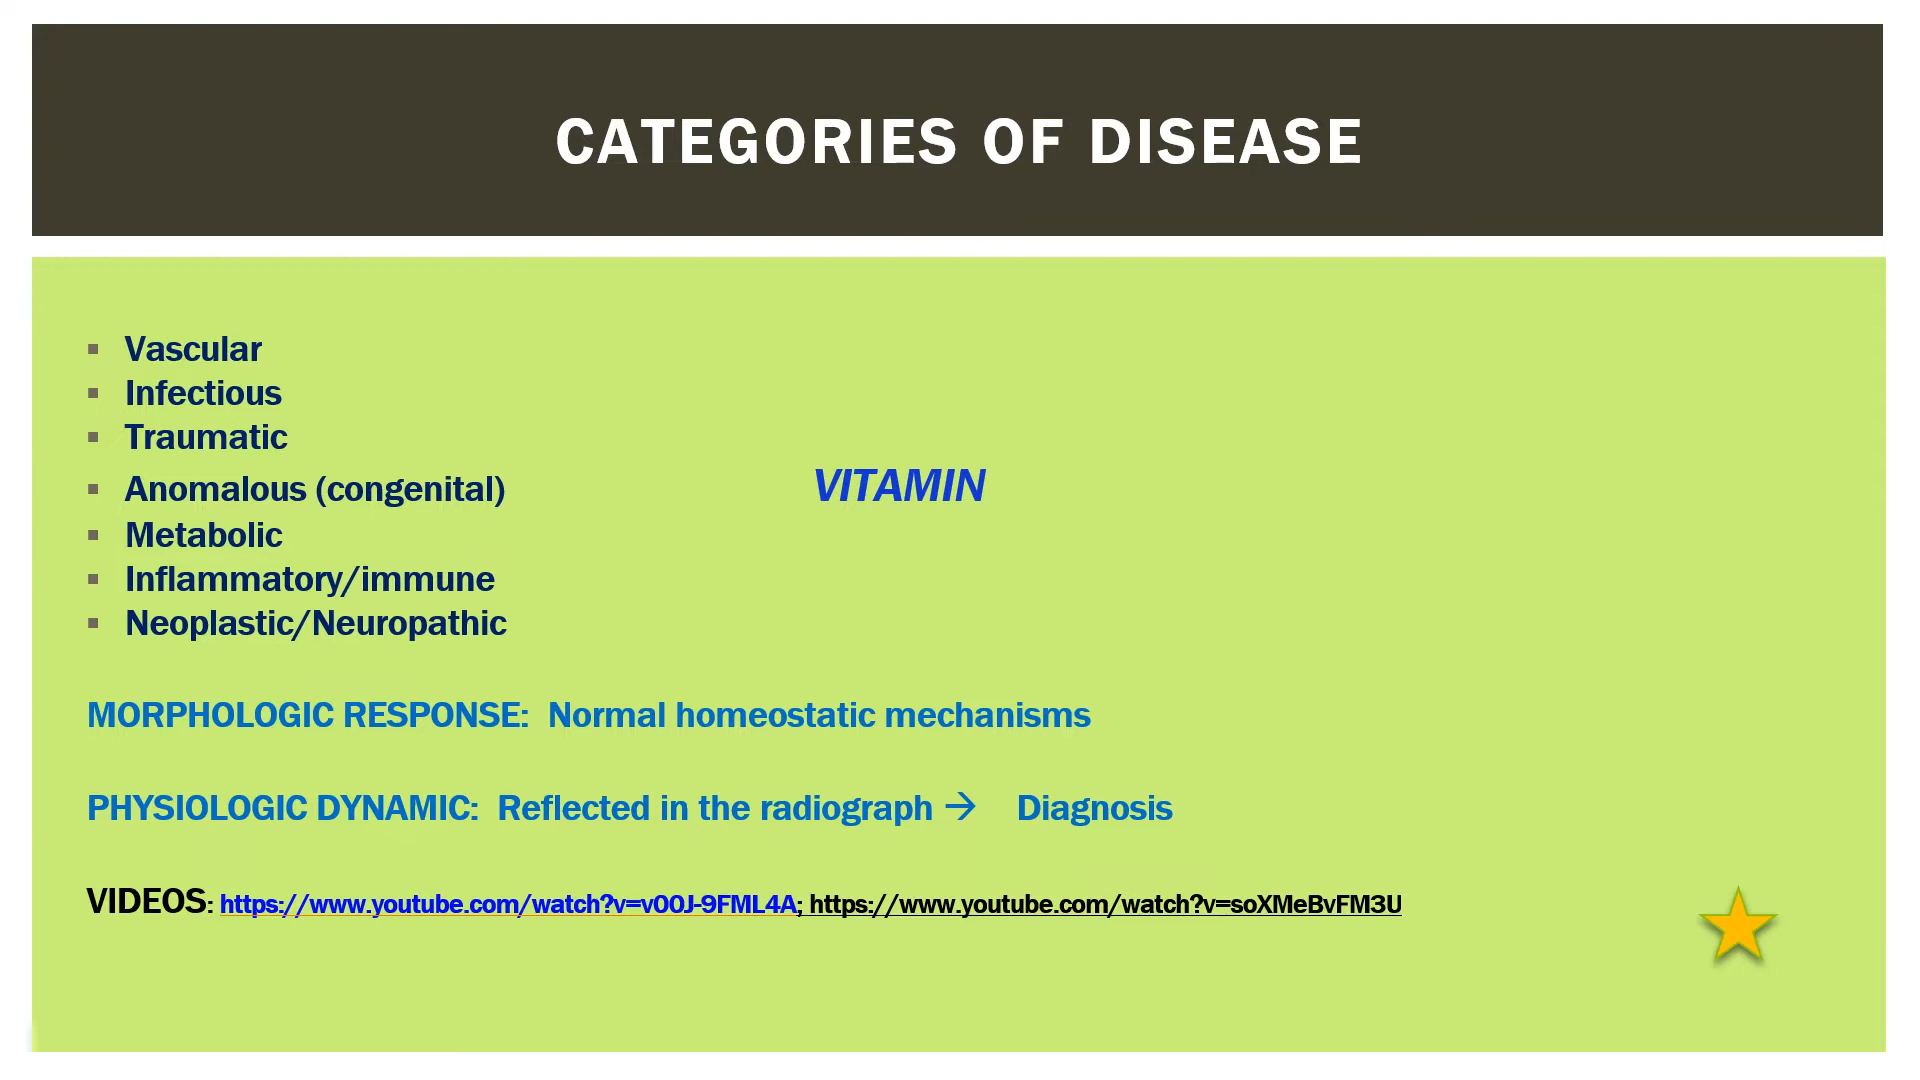 CATEGORIES OF DISEASE
▪ Vascular
▪ Infectious
▪ Traumatic
▪ Anomalous (congenital)
VITAMIN
▪ Metabolic
▪ Inflammatory/immune
▪ Neoplastic/Neuropathic
MORPHOLOGIC RESPONSE: Normal homeostatic mechanisms
PHYSIOLOGIC DYNAMIC: Reflected in the radiograph → Diagnosis
VIDEOS: https://www.youtube.com/watch?v=vO0J-9FML4A; https://www.youtube.com/watch?v=soXMeBvFM3U